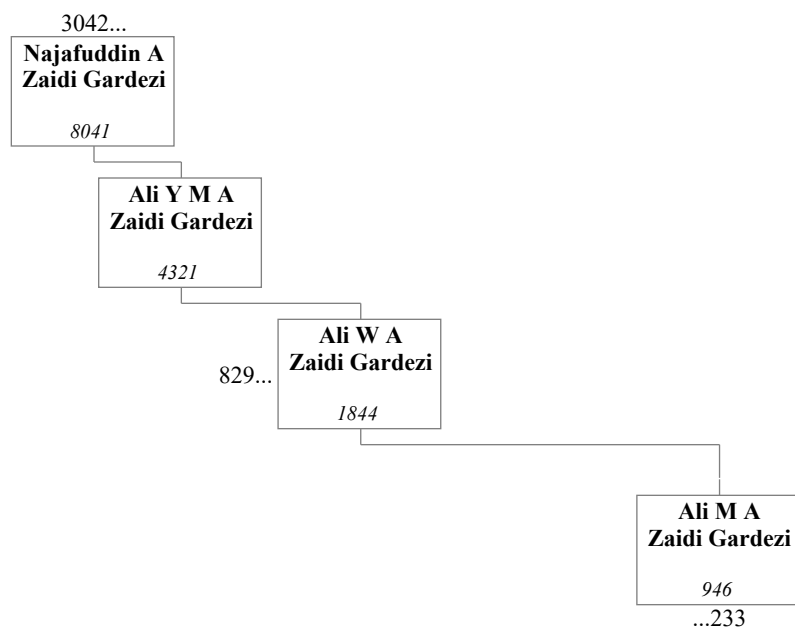 3042...
Najafuddin A
Zaidi Gardezi
8041
Ali Y M A
Zaidi Gardezi
4321
829...
Ali W A
Zaidi Gardezi
1844
Ali M A
Zaidi Gardezi
946
...233